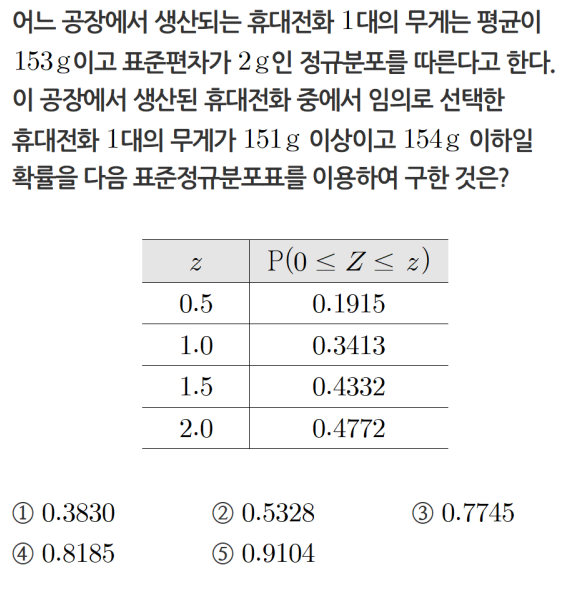 어느 공장에서 생산되는 휴대전화 1대의 무게는 평균이
153g이고 표준편차가 2g인 정규분포를 따른다고 한다.
이 공장에서 생산된 휴대전화 중에서 임의로 선택한
휴대전화 1대의 무게가 151g 이상이고 154g 이하일
확률을 다음 표준정규분포표를 이용하여 구한 것은?
z P(0 ≤ Z ≤ z)
0.5 0.1915
1.0 0.3413
1.5 0.4332
2.0 0.4772
① 0.3830 ② 0.5328 ③ 0.7745
④ 0.8185 ⑤ 0.9104